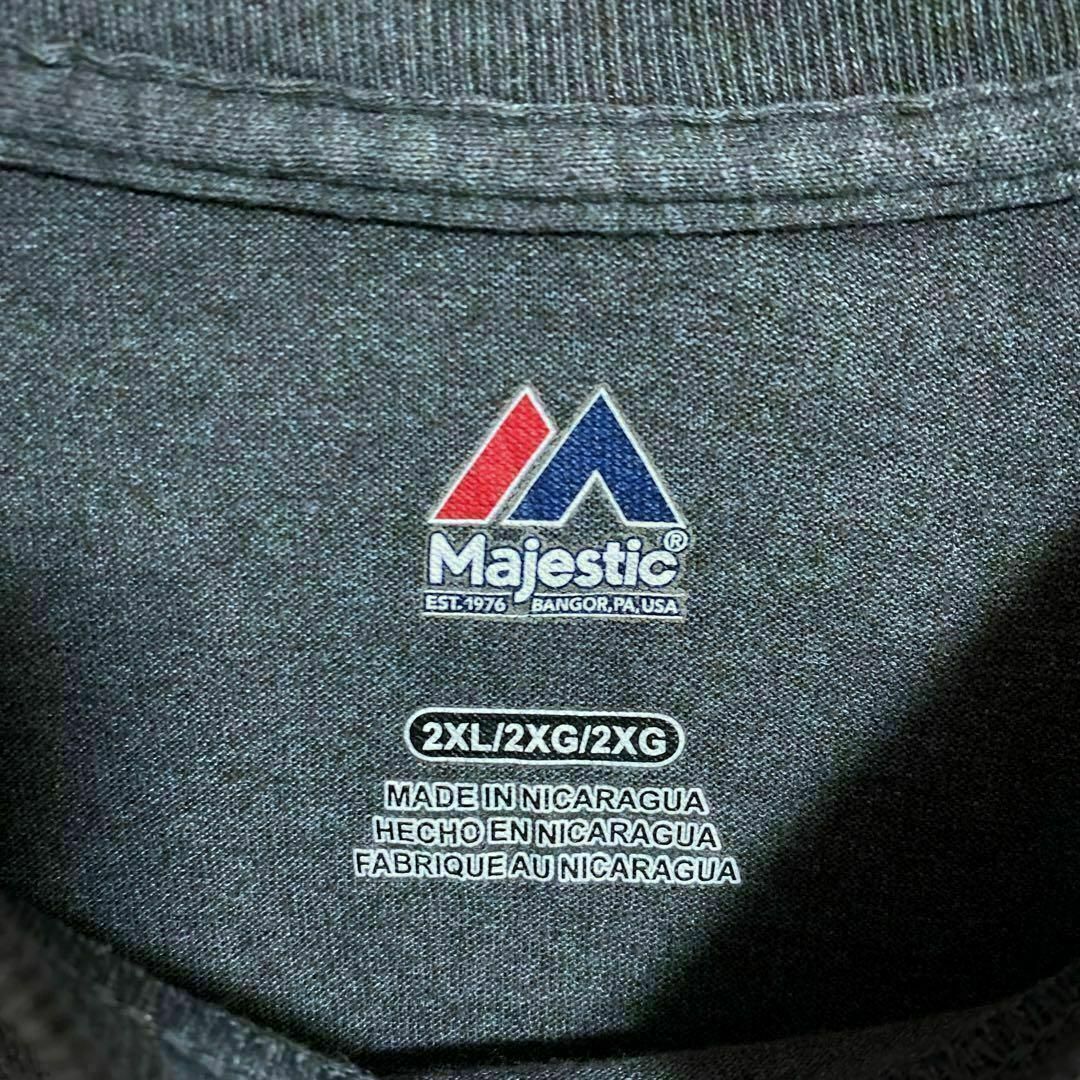 Majestic®
EST. 1976 BANGOR, PA, USA
2XL/2XG/2XG
MADE IN NICARAGUA
HECHO EN NICARAGUA
FABRIQUE AU NICARAGUA